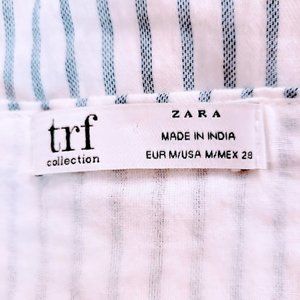 trf
collection
ZARA
MADE IN INDIA
EUR M/USA M/MEX 28